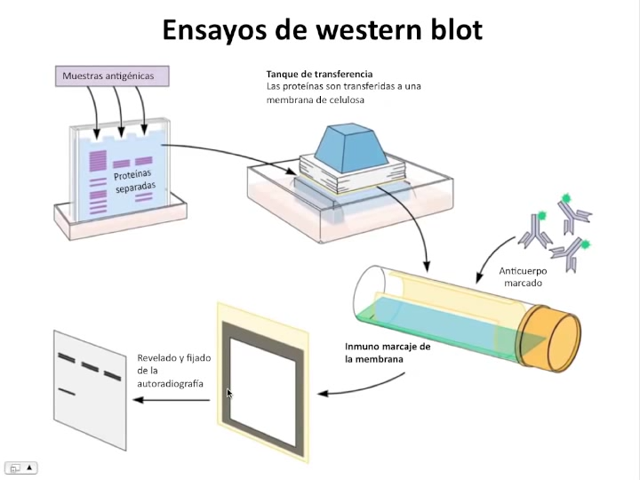 Ensayos de western blot
Muestras antigénicas
Tanque de transferencia
Las proteínas son transferidas a una
membrana de celulosa
Proteínas
separadas
Anticuerpo
marcado
Inmuno marcaje de
la membrana
Revelado y fijado
de la
autoradiografía